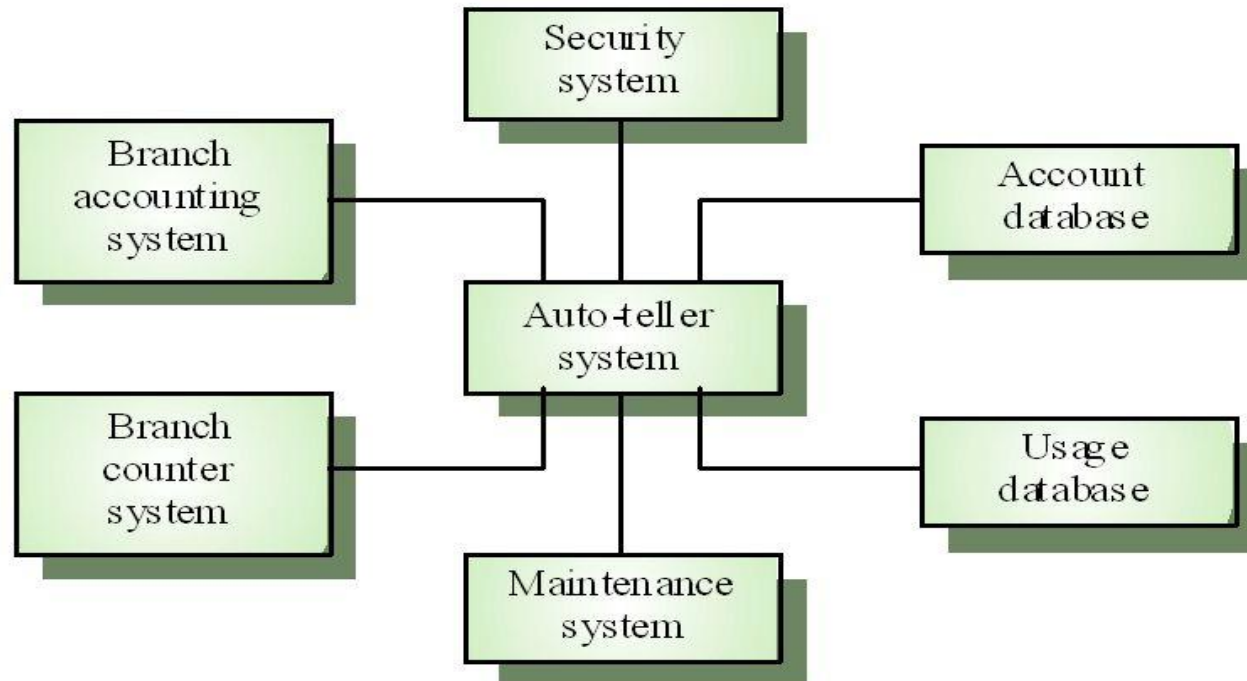 Security
system
Branch
accounting
system
Account
database
Auto-teller
system
Branch
counter
system
Usage
database
Maintenance
system